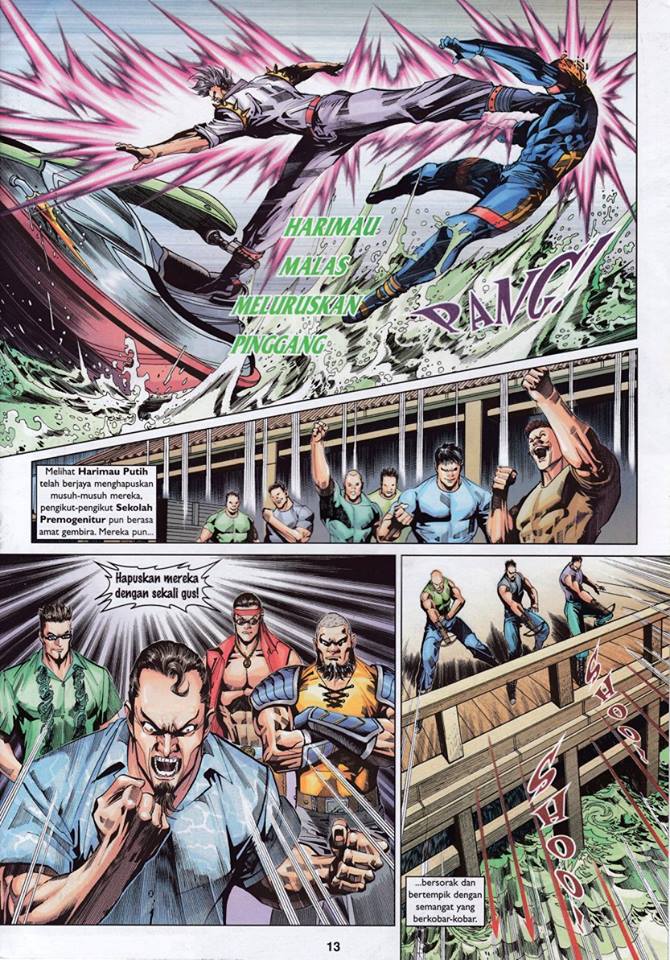 HARIMAU
MALAS
MELURUSKAN
PINGGANG
PANG!
Melihat Harimau Putih
telah berjaya menghapuskan
musuh-musuh mereka,
pengikut-pengikut Sekolah
Premogenitur pun berasa
amat gembira. Mereka pun...
Hapuskan mereka
dengan sekali gus!
SHOO!
SHOO!
...bersorak dan
bertempik dengan
semangat yang
berkobar-kobar.
13